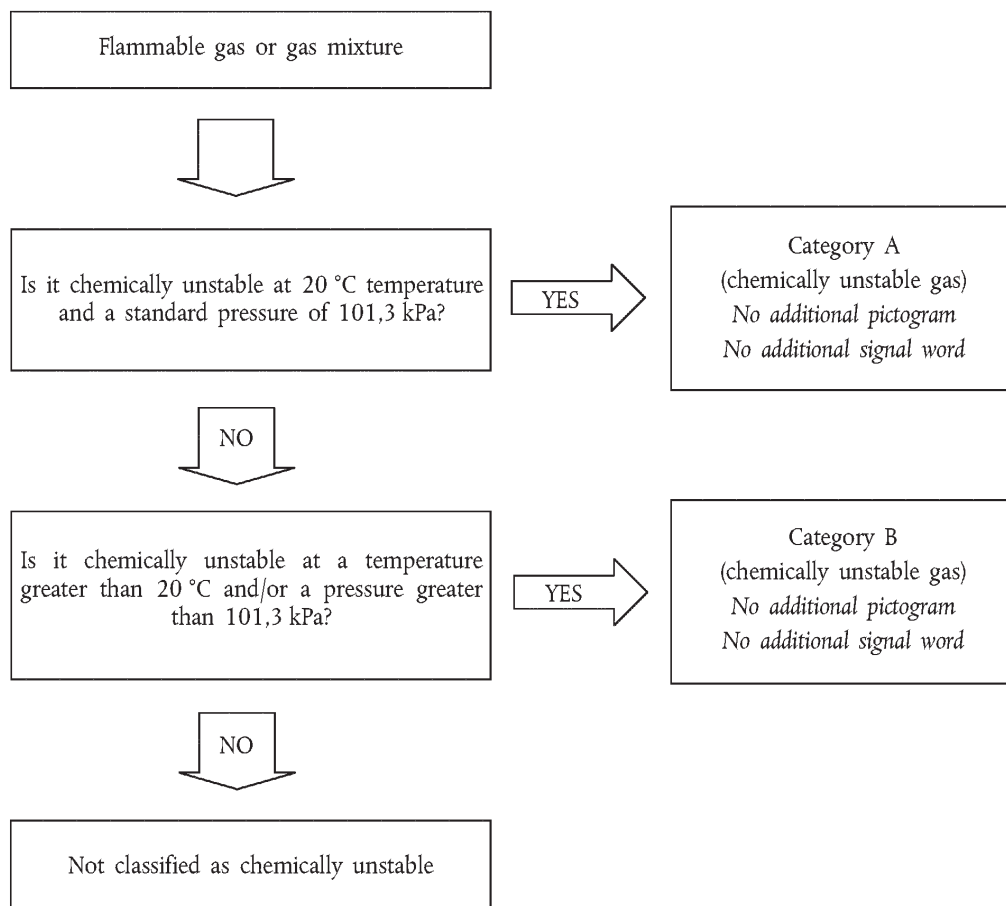 Flammable gas or gas mixture
Is it chemically unstable at 20 °C temperature
and a standard pressure of 101,3 kPa?
YES
Category A
(chemically unstable gas)
No additional pictogram
No additional signal word
NO
Is it chemically unstable at a temperature
greater than 20 °C and/or a pressure greater
than 101,3 kPa?
YES
Category B
(chemically unstable gas)
No additional pictogram
No additional signal word
NO
Not classified as chemically unstable